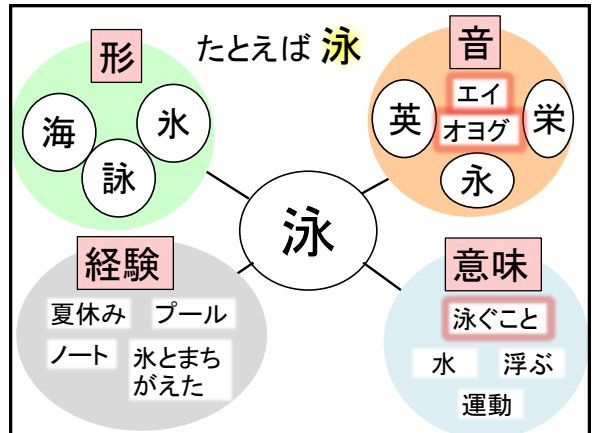 たとえば 泳
形
海
氷
詠
音
エイ
オヨグ
英
栄
永
泳
経験
夏休み
プール
ノート
氷とまち
がえた
意味
泳ぐこと
水
浮ぶ
運動